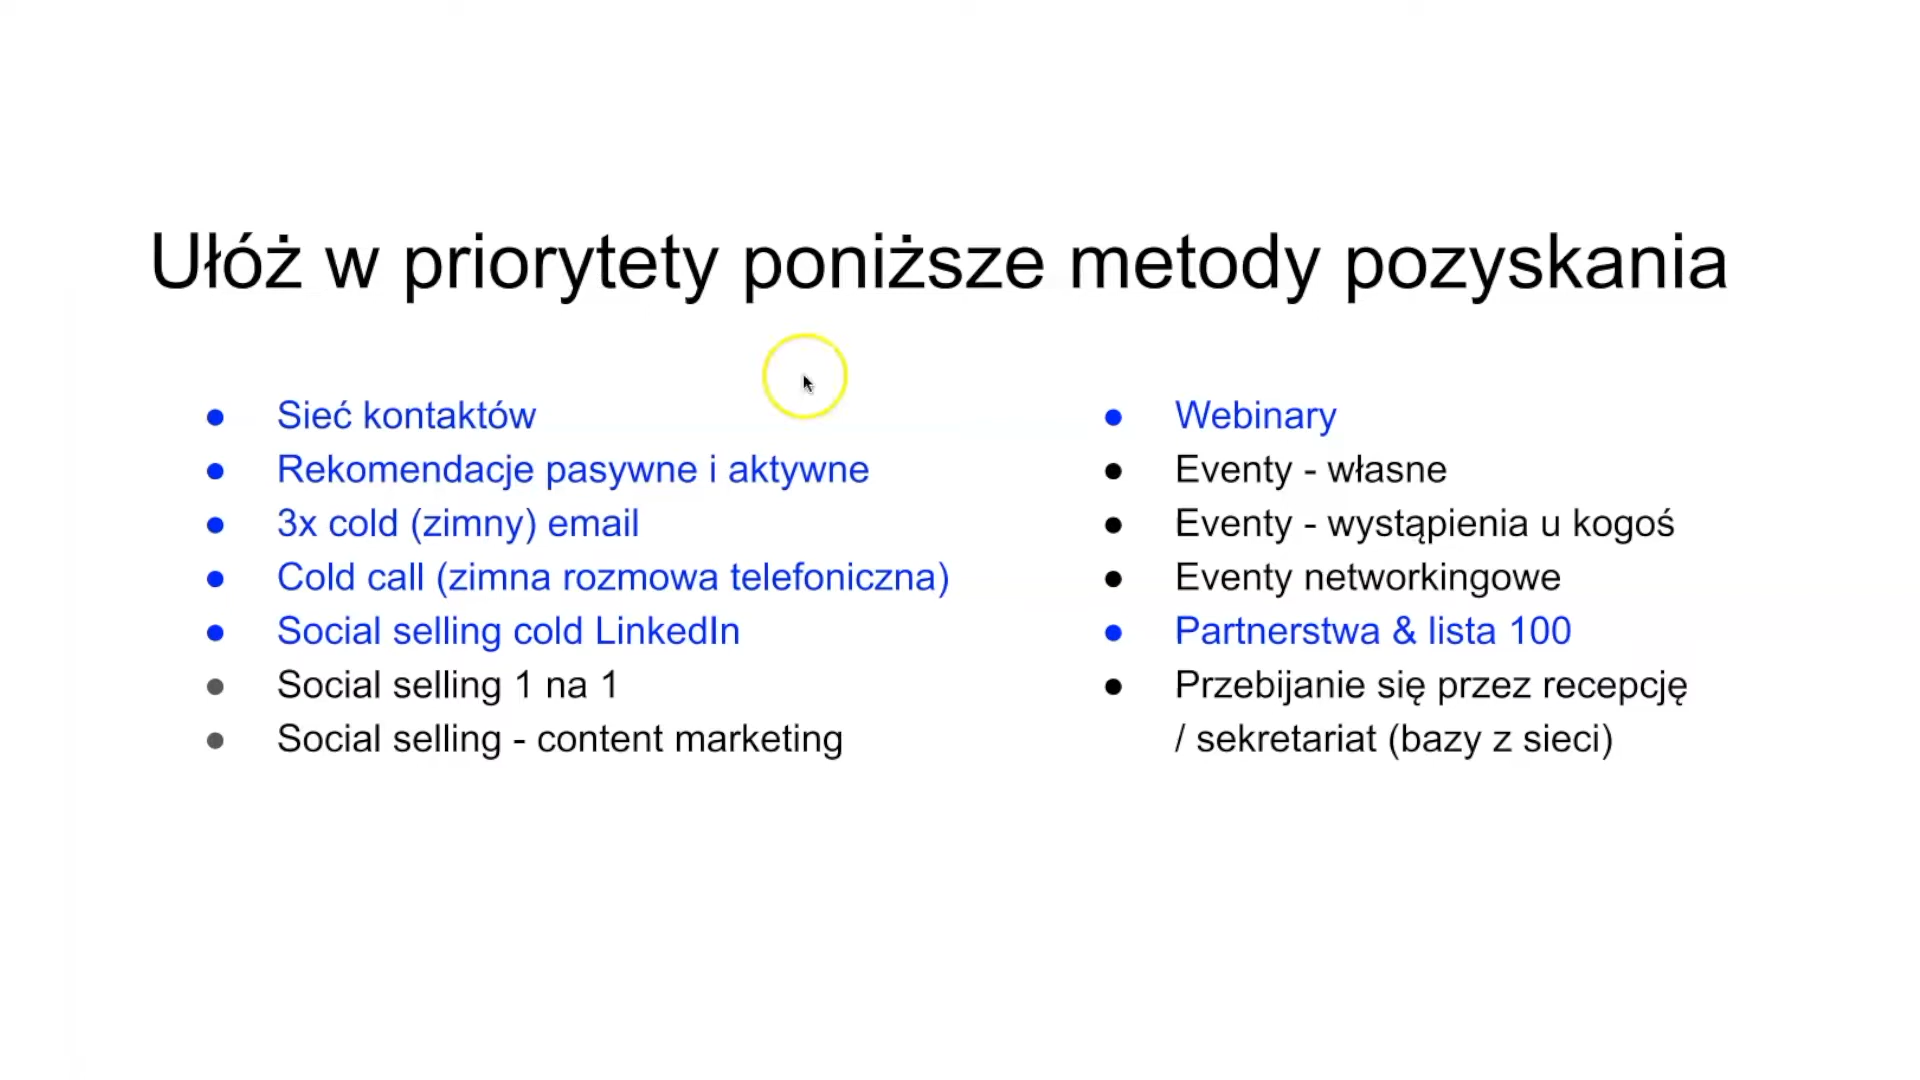 Ułóż w priorytety poniższe metody pozyskania
● Sieć kontaktów
● Rekomendacje pasywne i aktywne
● 3x cold (zimny) email
● Cold call (zimna rozmowa telefoniczna)
● Social selling cold LinkedIn
● Social selling 1 na 1
● Social selling - content marketing
● Webinary
● Eventy - własne
● Eventy - wystąpienia u kogoś
● Eventy networkingowe
● Partnerstwa & lista 100
● Przebijanie się przez recepcję
/ sekretariat (bazy z sieci)